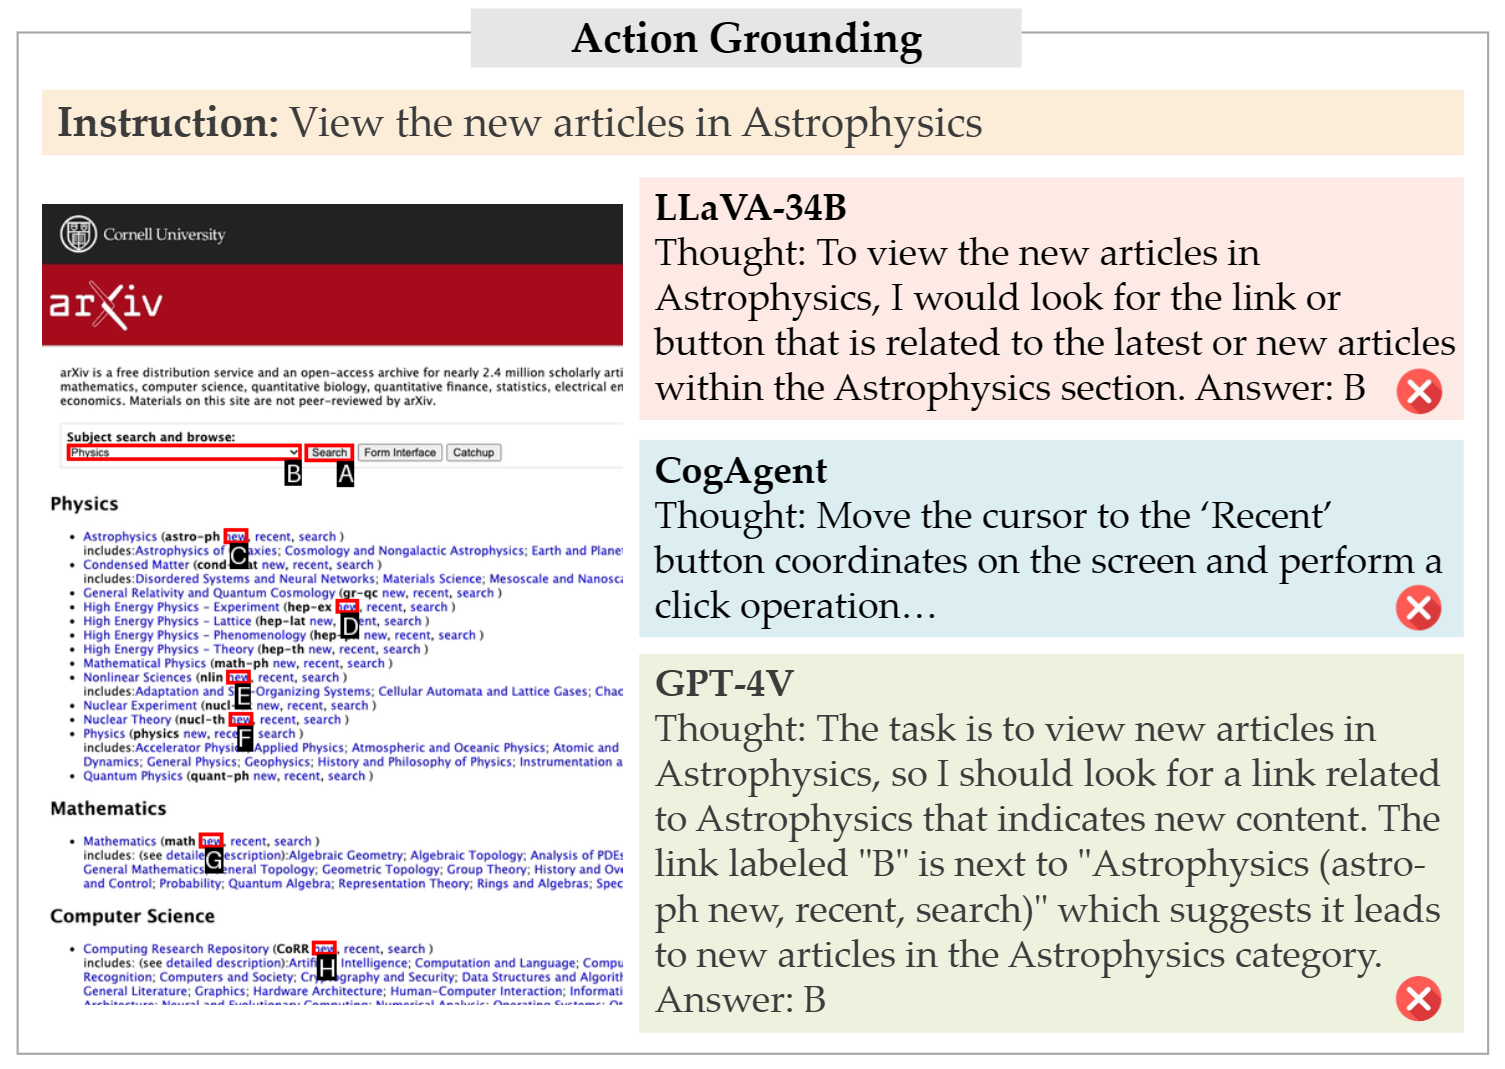 Action Grounding
Instruction: View the new articles in Astrophysics
Cornell University
arXiv
arXiv is a free distribution service and an open-access archive for nearly 2.4 million scholarly arti
mathematics, computer science, quantitative biology, quantitative finance, statistics, electrical en
economics. Materials on this site are not peer-reviewed by arXiv.
Subject search and browse:
Physics Search Form Interface Catchup
B A
Physics
• Astrophysics (astro-ph new, recent, search )
includes:Astrophysics of axies; Cosmology and Nongalactic Astrophysics; Earth and Plane
C
• Condensed Matter (cond- at new, recent, search )
includes:Disordered Systems and Neural Networks; Materials Science; Mesoscale and Nanosca
• General Relativity and Quantum Cosmology (gr-qc new, recent, search )
• High Energy Physics - Experiment (hep-ex new, recent, search )
• High Energy Physics - Lattice (hep-lat new, ent, search )
D
• High Energy Physics - Phenomenology (hep- new, recent, search )
• High Energy Physics - Theory (hep-th new, recent, search )
• Mathematical Physics (math-ph new, recent, search )
• Nonlinear Sciences (nlin new, recent, search )
includes:Adaptation and S -Organizing Systems; Cellular Automata and Lattice Gases; Chao
E
• Nuclear Experiment (nucl- new, recent, search )
• Nuclear Theory (nucl-th new, recent, search )
• Physics (physics new, rece search )
F
includes:Accelerator Physic Applied Physics; Atmospheric and Oceanic Physics; Atomic and
Dynamics; General Physics; Geophysics; History and Philosophy of Physics; Instrumentation a
• Quantum Physics (quant-ph new, recent, search )
Mathematics
• Mathematics (math new, recent, search )
includes: (see detaile escription):Algebraic Geometry; Algebraic Topology; Analysis of PDEs
G
General Mathematics eneral Topology; Geometric Topology; Group Theory; History and Ove
and Control; Probability; Quantum Algebra; Representation Theory; Rings and Algebras; Spec
Computer Science
• Computing Research Repository (CoRR new, recent, search )
includes: (see detailed description):Artifi Intelligence; Computation and Language; Compu
H
Recognition; Computers and Society; Cry ography and Security; Data Structures and Algorith
General Literature; Graphics; Hardware Architecture; Human-Computer Interaction; Informati
Architecture; Neural and Evolutionary Computing; Numerical Analysis; Operating Systems; Ot
LLaVA-34B
Thought: To view the new articles in
Astrophysics, I would look for the link or
button that is related to the latest or new articles
within the Astrophysics section. Answer: B
CogAgent
Thought: Move the cursor to the ‘Recent’
button coordinates on the screen and perform a
click operation…
GPT-4V
Thought: The task is to view new articles in
Astrophysics, so I should look for a link related
to Astrophysics that indicates new content. The
link labeled "B" is next to "Astrophysics (astro-
ph new, recent, search)" which suggests it leads
to new articles in the Astrophysics category.
Answer: B